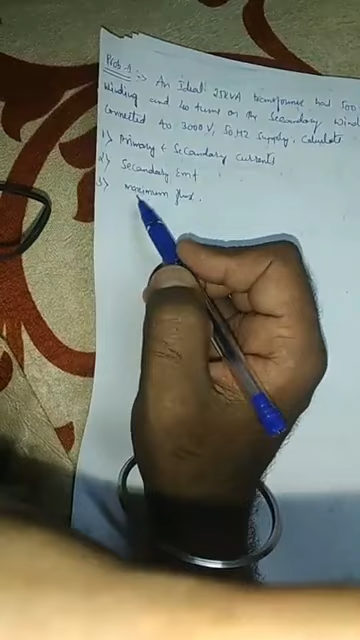 Prob-1 :-> An Ideal 25KVA transformer had 500
Winding and 40 turns on the Secondary, Wind
Connected to 3000 V, 50 HZ Supply, Calculate
1) Primary & Secondary Currents
2) Secondary Emf
3) maximum flux.